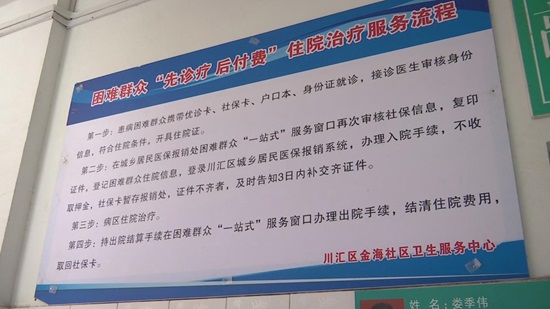 困难群众“先诊疗 后付费”住院治疗服务流程
第一步：患病困难群众携带优诊卡、社保卡、户口本、身份证就诊，接诊医生审核身份
信息，符合住院条件，开具住院证。
第二步：在城乡居民医保报销处困难群众“一站式”服务窗口再次审核社保信息，复印
证件，登记困难群众住院信息，登录川汇区城乡居民医保报销系统，办理入院手续，不收
取押金，社保卡暂存报销处，证件不齐者，及时告知3日内补交齐证件。
第三步：病区住院治疗。
第四步：持出院结算手续在困难群众“一站式”服务窗口办理出院手续，结清住院费用，
取回社保卡。
川汇区金海社区卫生服务中心
姓 名：娄季伟